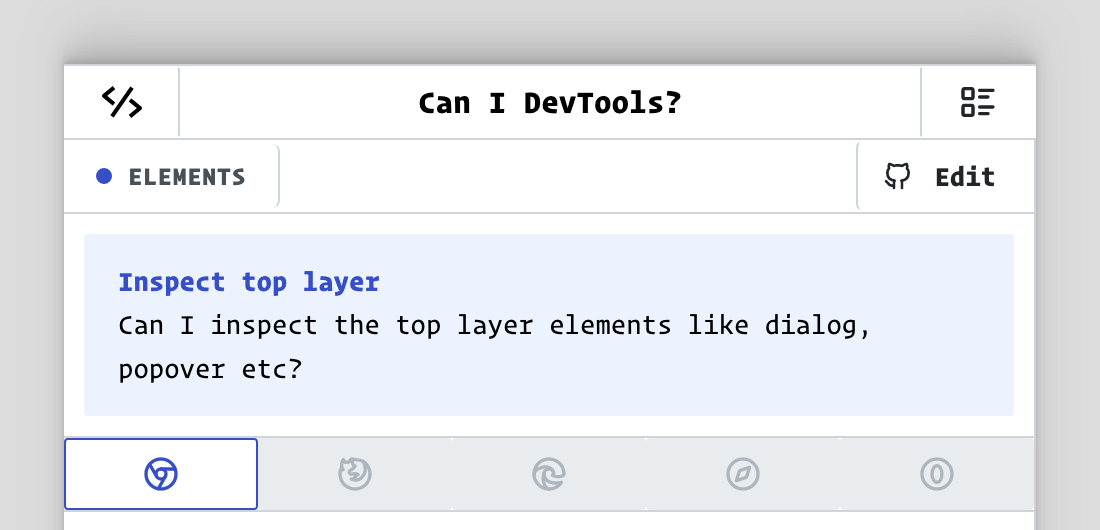 Can I DevTools?
ELEMENTS
Edit
Inspect top layer
Can I inspect the top layer elements like dialog,
popover etc?